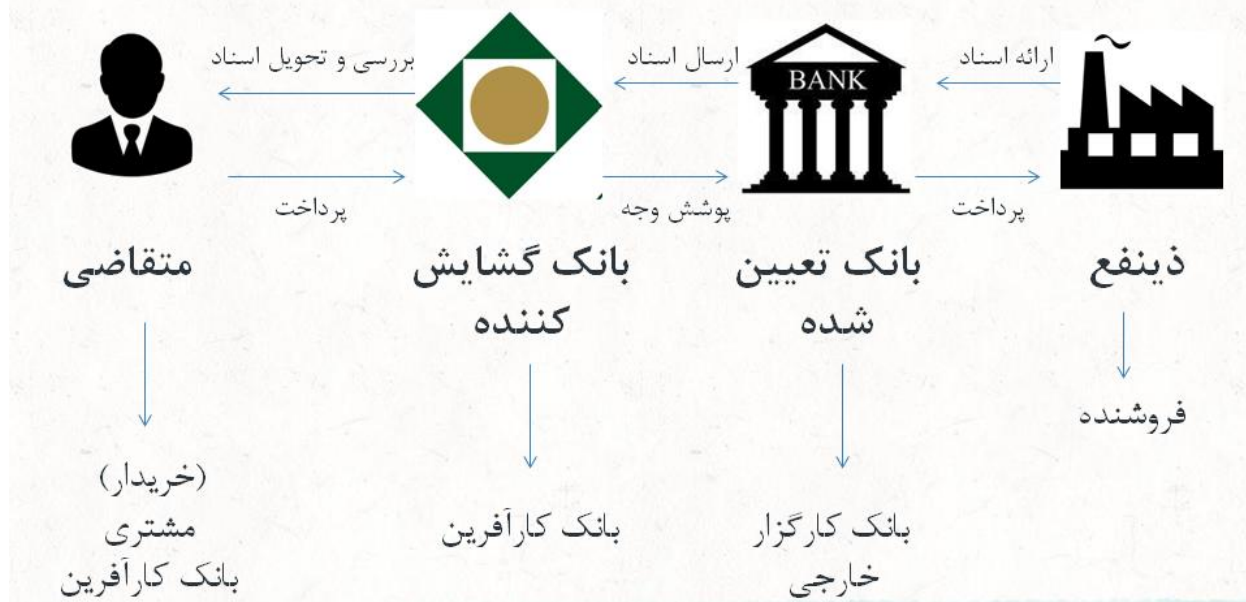 ارائه اسناد
ارسال اسناد
بررسی و تحویل اسناد
BANK
پرداخت
پوشش وجه
پرداخت
ذینفع
بانک تعیین
شده
بانک گشایش
کننده
متقاضی
فروشنده
بانک کارگزار
خارجی
بانک کارآفرین
(خریدار)
مشتری
بانک کارآفرین